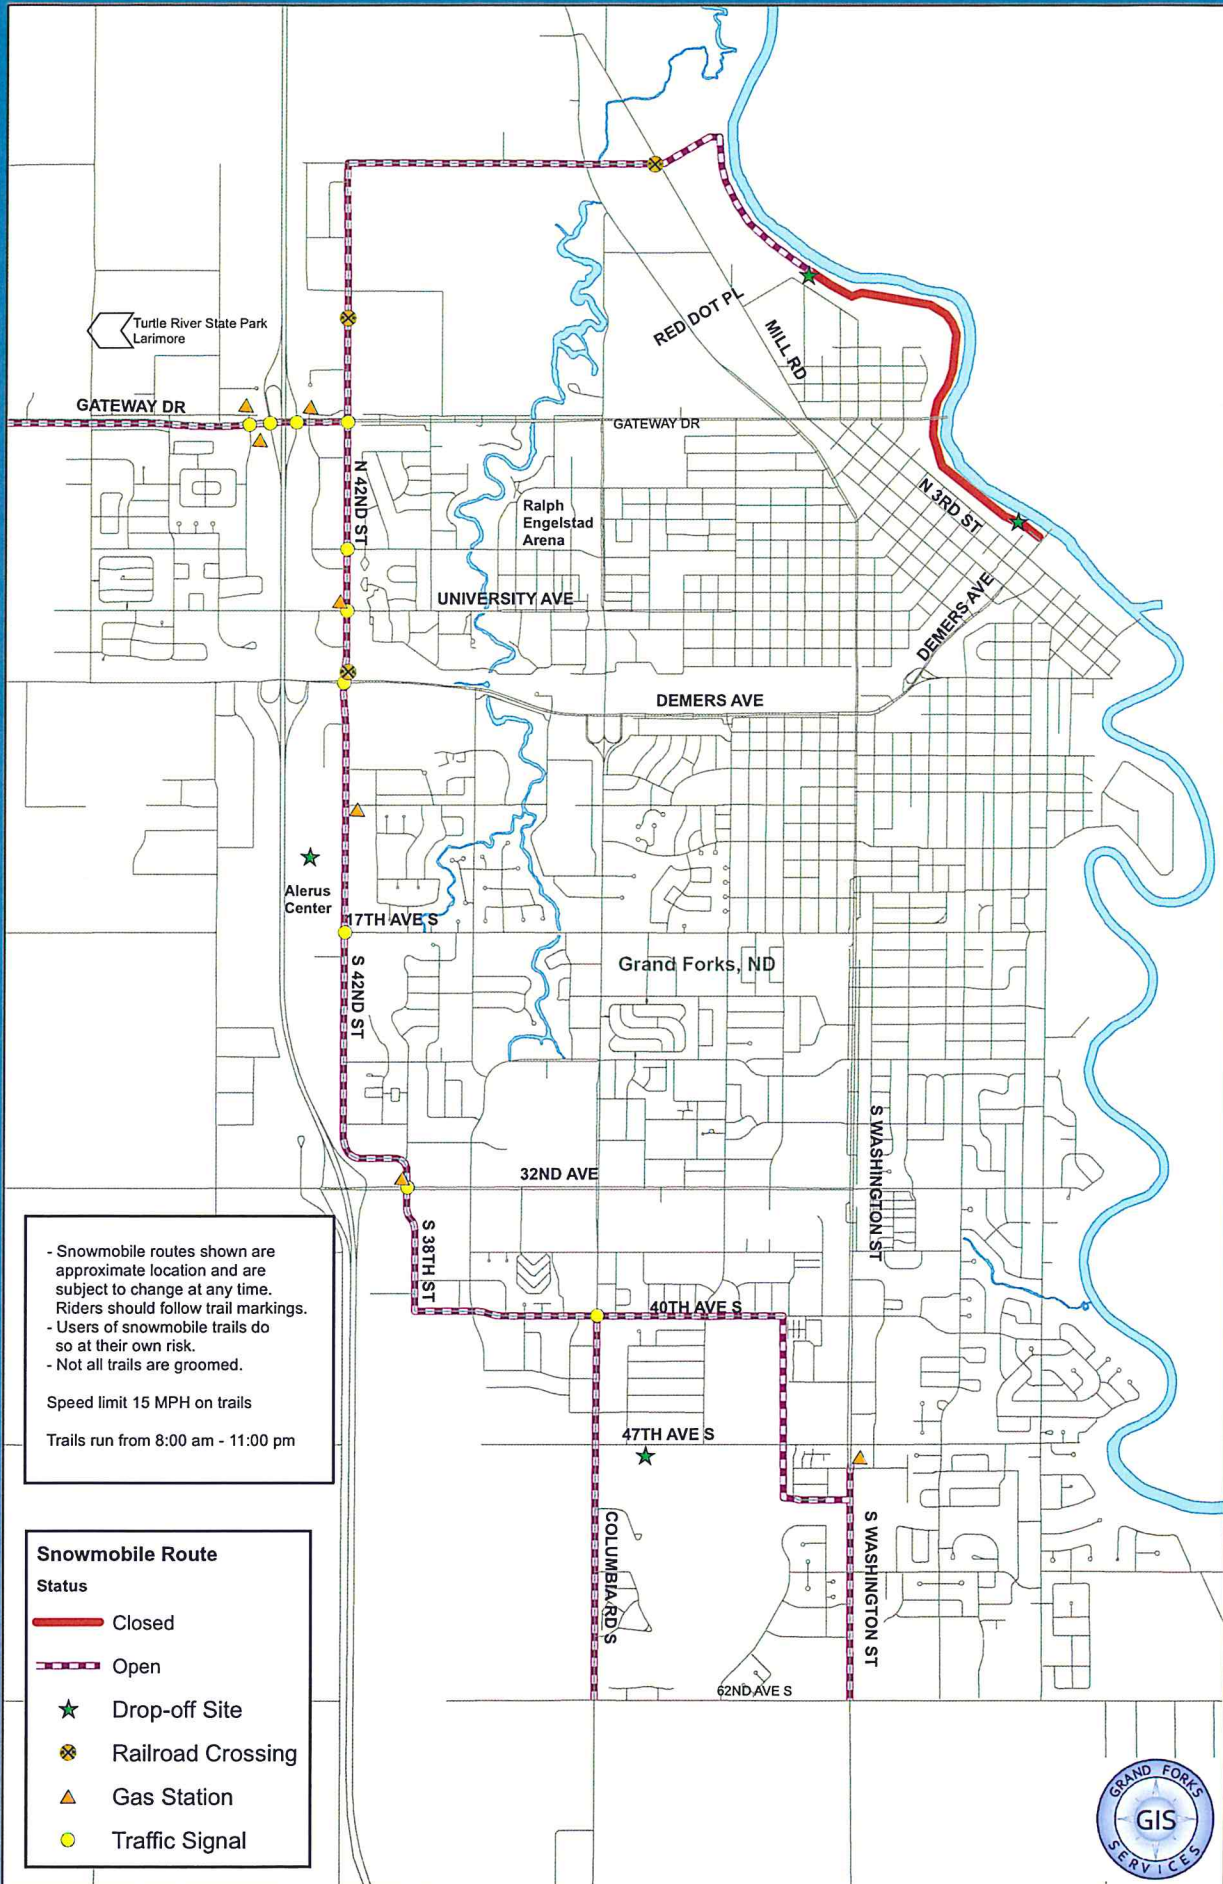 Turtle River State Park
Larimore
GATEWAY DR
RED DOT PL
MILL RD
GATEWAY DR
N 42ND ST
Ralph
Engelstad
Arena
N 3RD ST
UNIVERSITY AVE
DEMERS AVE
DEMERS AVE
Alerus
Center
17TH AVE S
S 42ND ST
Grand Forks, ND
S WASHINGTON ST
32ND AVE
S 38TH ST
40TH AVE S
47TH AVE S
COLUMBIA RD S
S WASHINGTON ST
62ND AVE S
- Snowmobile routes shown are
approximate location and are
subject to change at any time.
Riders should follow trail markings.
- Users of snowmobile trails do
so at their own risk.
- Not all trails are groomed.
Speed limit 15 MPH on trails
Trails run from 8:00 am - 11:00 pm
Snowmobile Route
Status
Closed
Open
Drop-off Site
Railroad Crossing
Gas Station
Traffic Signal
GRAND FORKS
GIS
SERVICES